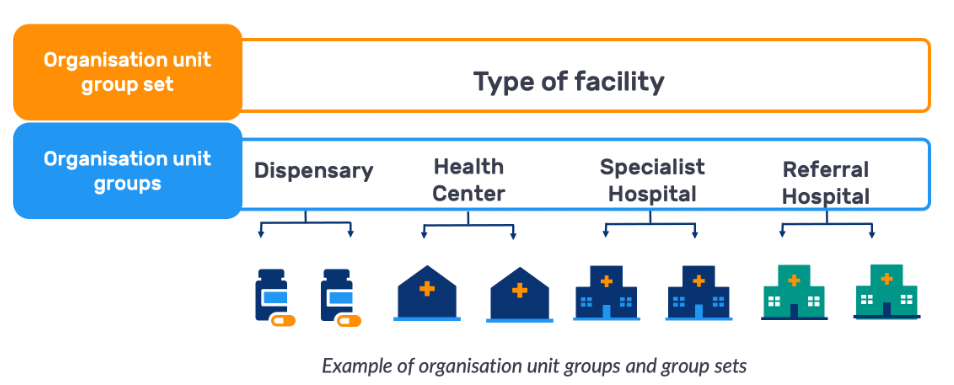 Organisation unit
group set
Type of facility
Organisation unit
groups
Dispensary
Health
Center
Specialist
Hospital
Referral
Hospital
Example of organisation unit groups and group sets